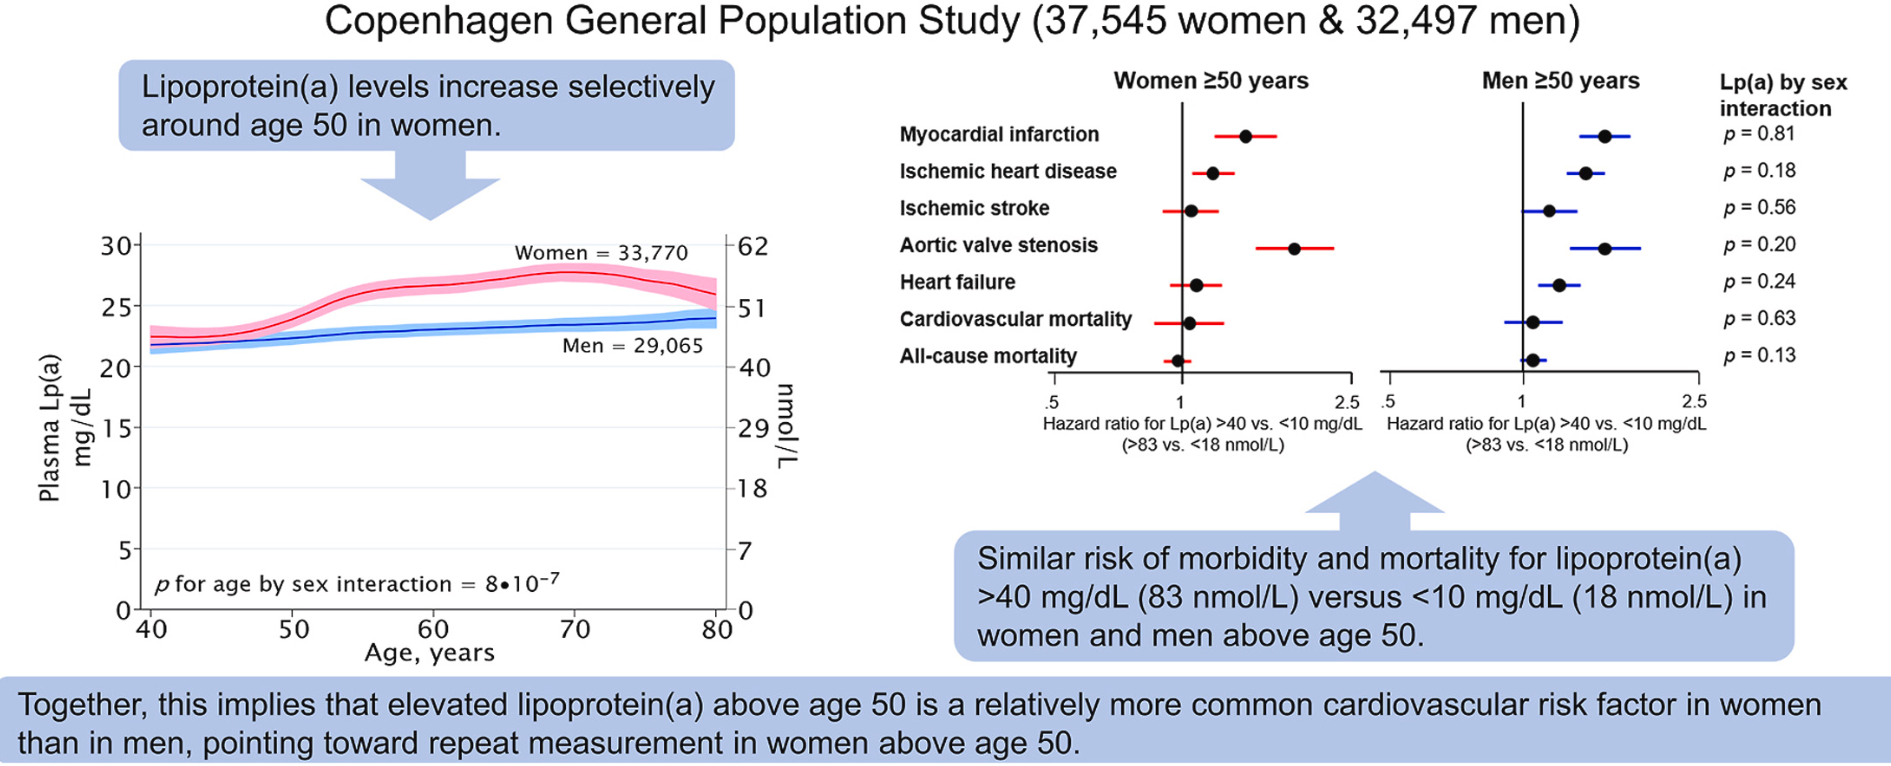 Copenhagen General Population Study (37,545 women & 32,497 men)
Lipoprotein(a) levels increase selectively
around age 50 in women.
30
25
20
15
10
5
0
Plasma Lp(a)
mg/dL
Women = 33,770
Men = 29,065
p for age by sex interaction = 8•10⁻⁷
62
51
40
29
18
7
0
nmol/L
40 50 60 70 80
Age, years
Women ≥50 years Men ≥50 years Lp(a) by sex
interaction
Myocardial infarction p = 0.81
Ischemic heart disease p = 0.18
Ischemic stroke p = 0.56
Aortic valve stenosis p = 0.20
Heart failure p = 0.24
Cardiovascular mortality p = 0.63
All-cause mortality p = 0.13
.5 1 2.5 .5 1 2.5
Hazard ratio for Lp(a) >40 vs. <10 mg/dL
(>83 vs. <18 nmol/L)
Hazard ratio for Lp(a) >40 vs. <10 mg/dL
(>83 vs. <18 nmol/L)
Similar risk of morbidity and mortality for lipoprotein(a)
>40 mg/dL (83 nmol/L) versus <10 mg/dL (18 nmol/L) in
women and men above age 50.
Together, this implies that elevated lipoprotein(a) above age 50 is a relatively more common cardiovascular risk factor in women
than in men, pointing toward repeat measurement in women above age 50.